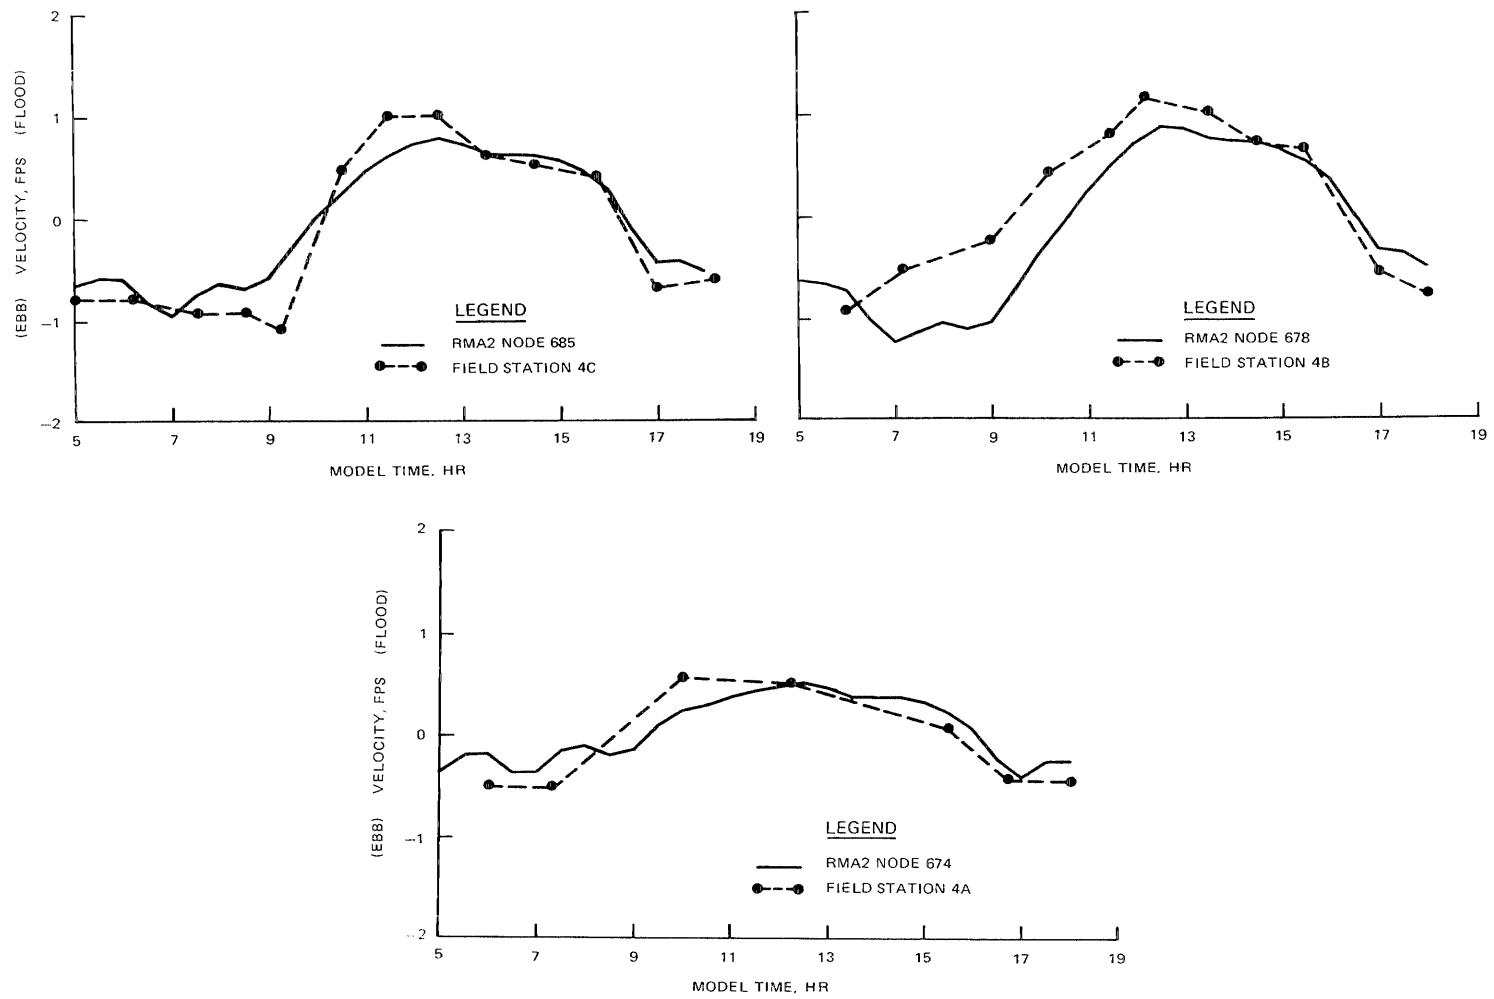 2
1
0
−1
−2
(EBB) VELOCITY, FPS (FLOOD)
LEGEND
RMA2 NODE 685
FIELD STATION 4C
5 7 9 11 13 15 17 19
MODEL TIME, HR
LEGEND
RMA2 NODE 678
FIELD STATION 4B
5 7 9 11 13 15 17 19
MODEL TIME, HR
2
1
0
−1
−2
(EBB) VELOCITY, FPS (FLOOD)
LEGEND
RMA2 NODE 674
FIELD STATION 4A
5 7 9 11 13 15 17 19
MODEL TIME, HR